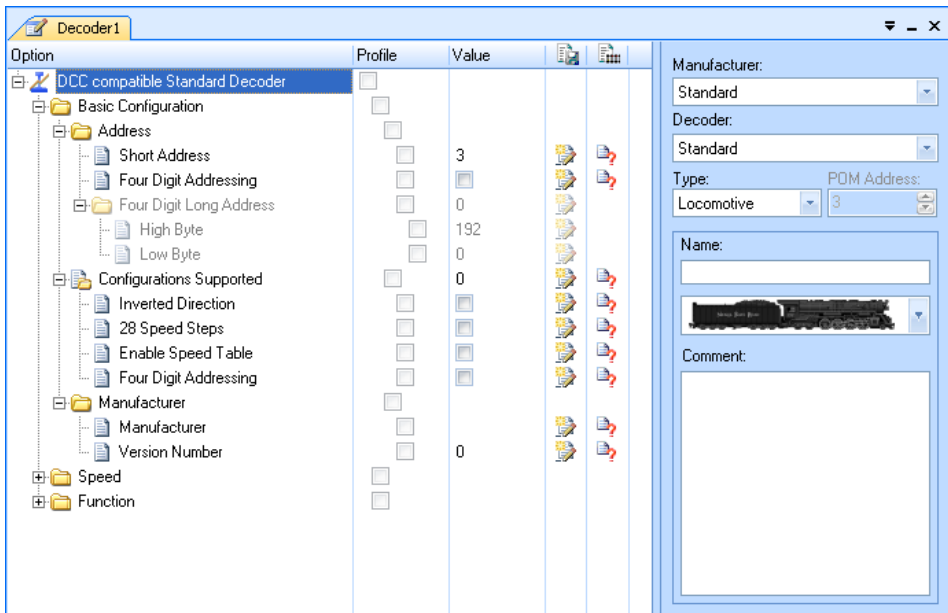 Decoder1
Option Profile Value
DCC compatible Standard Decoder
Basic Configuration
Address
Short Address 3
Four Digit Addressing
Four Digit Long Address 0
High Byte 192
Low Byte 0
Configurations Supported 0
Inverted Direction
28 Speed Steps
Enable Speed Table
Four Digit Addressing
Manufacturer
Manufacturer
Version Number 0
Speed
Function
Manufacturer:
Standard
Decoder:
Standard
Type: POM Address:
Locomotive 3
Name:
Comment: